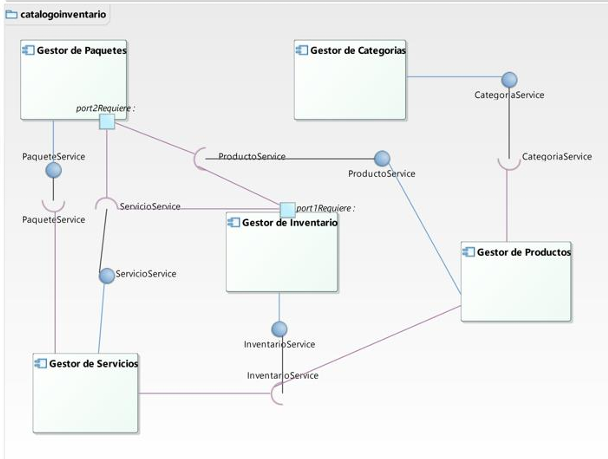 catalogoinventario
Gestor de Paquetes
Gestor de Categorias
port2Requiere :
CategoriaService
PaqueteService
ProductoService
CategoriaService
ProductoService
PaqueteService
ServicioService
port1Requiere :
Gestor de Inventario
Gestor de Productos
ServicioService
InventarioService
Gestor de Servicios
InventarioService